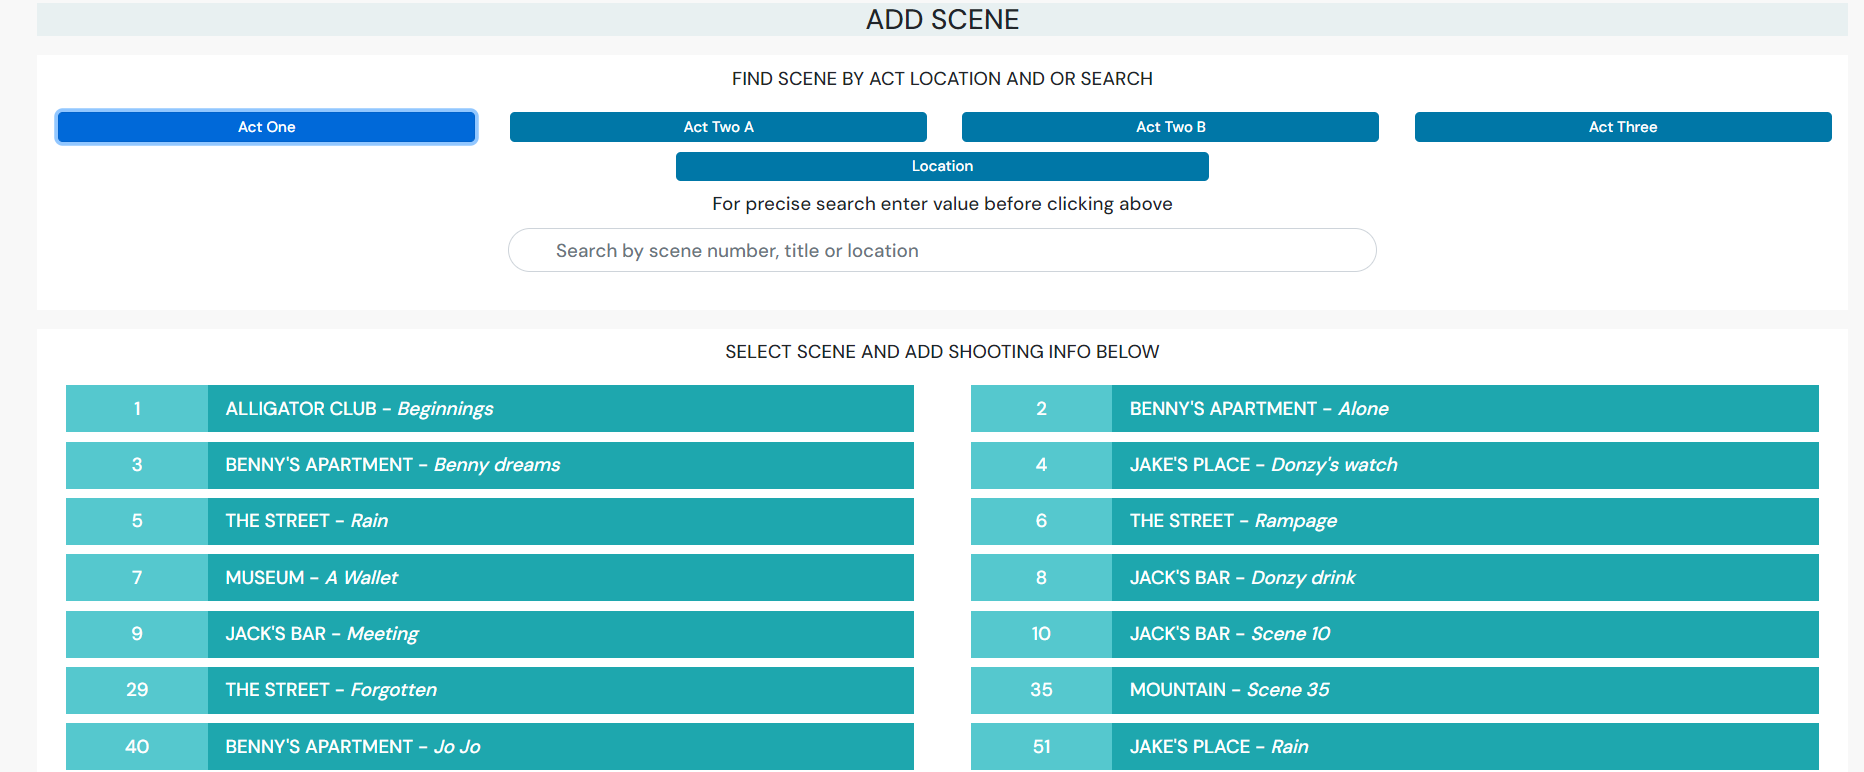 ADD SCENE
FIND SCENE BY ACT LOCATION AND OR SEARCH
Act One
Act Two A
Act Two B
Act Three
Location
For precise search enter value before clicking above
Search by scene number, title or location
SELECT SCENE AND ADD SHOOTING INFO BELOW
1 ALLIGATOR CLUB - Beginnings
2 BENNY'S APARTMENT - Alone
3 BENNY'S APARTMENT - Benny dreams
4 JAKE'S PLACE - Donzy's watch
5 THE STREET - Rain
6 THE STREET - Rampage
7 MUSEUM - A Wallet
8 JACK'S BAR - Donzy drink
9 JACK'S BAR - Meeting
10 JACK'S BAR - Scene 10
29 THE STREET - Forgotten
35 MOUNTAIN - Scene 35
40 BENNY'S APARTMENT - Jo Jo
51 JAKE'S PLACE - Rain